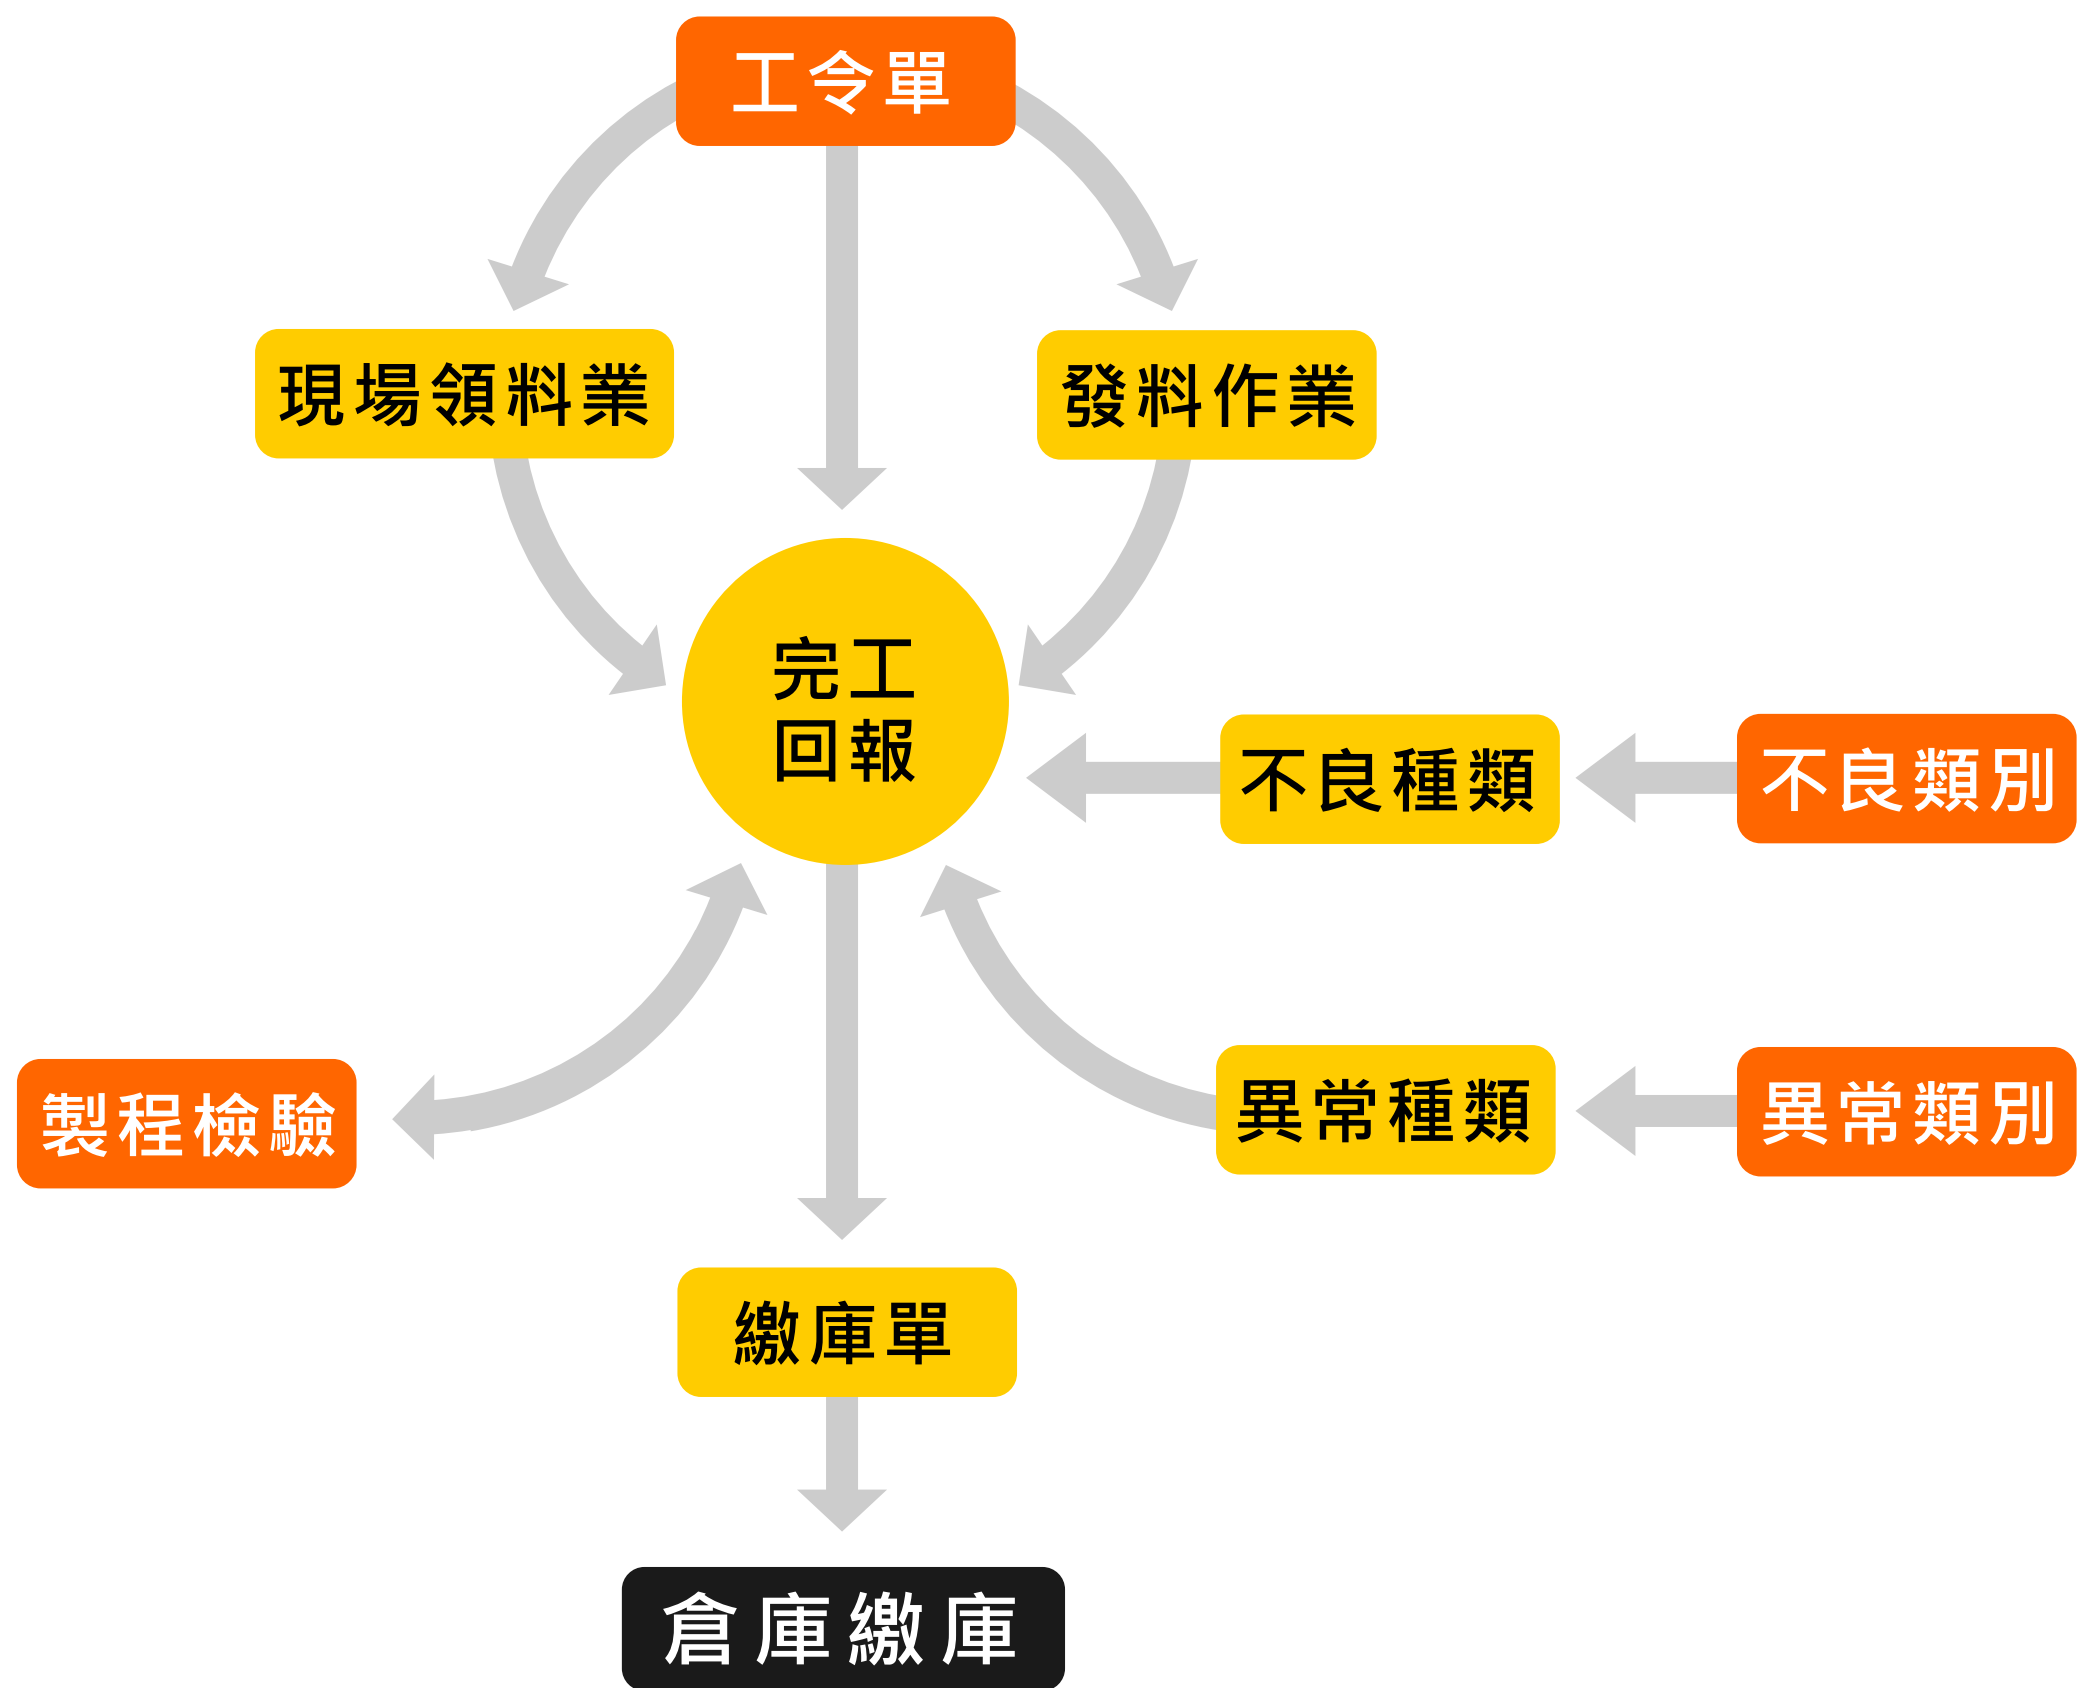 工令單
現場領料業
發料作業
完工
回報
不良種類
不良類別
製程檢驗
異常種類
異常類別
繳庫單
倉庫繳庫